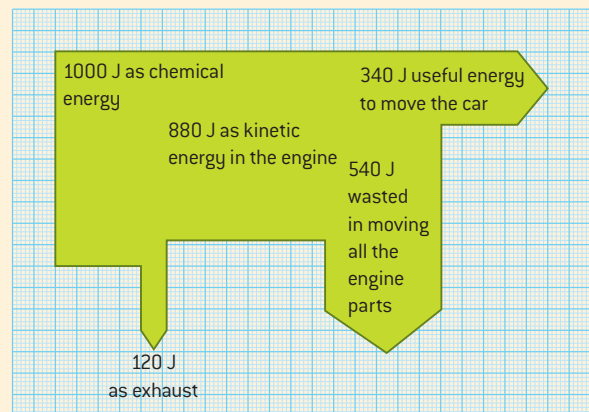 1000 J as chemical
energy
340 J useful energy
to move the car
880 J as kinetic
energy in the engine
540 J
wasted
in moving
all the
engine
parts
120 J
as exhaust